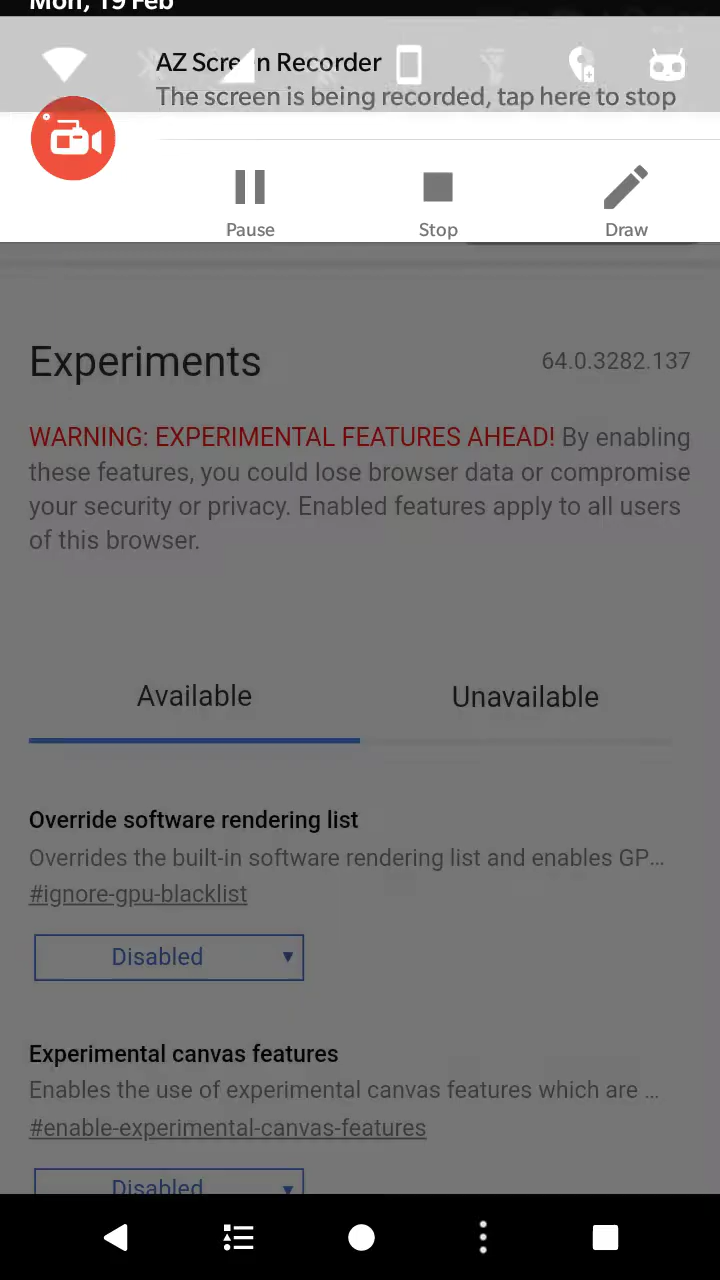 Mon, 19 Feb
AZ Screen Recorder
The screen is being recorded, tap here to stop
Pause
Stop
Draw
Experiments
64.0.3282.137
WARNING: EXPERIMENTAL FEATURES AHEAD! By enabling
these features, you could lose browser data or compromise
your security or privacy. Enabled features apply to all users
of this browser.
Available
Unavailable
Override software rendering list
Overrides the built-in software rendering list and enables GP...
#ignore-gpu-blacklist
Disabled
Experimental canvas features
Enables the use of experimental canvas features which are ...
#enable-experimental-canvas-features
Disabled